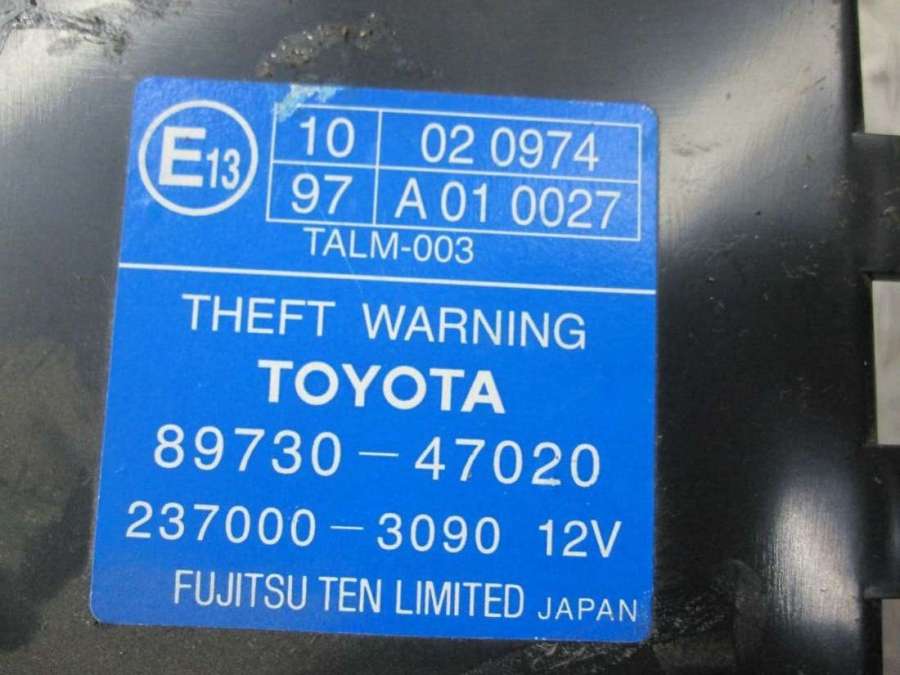 E13
10 02 0974
97 A 01 0027
TALM-003
THEFT WARNING
TOYOTA
89730-47020
237000-3090 12V
FUJITSU TEN LIMITED JAPAN